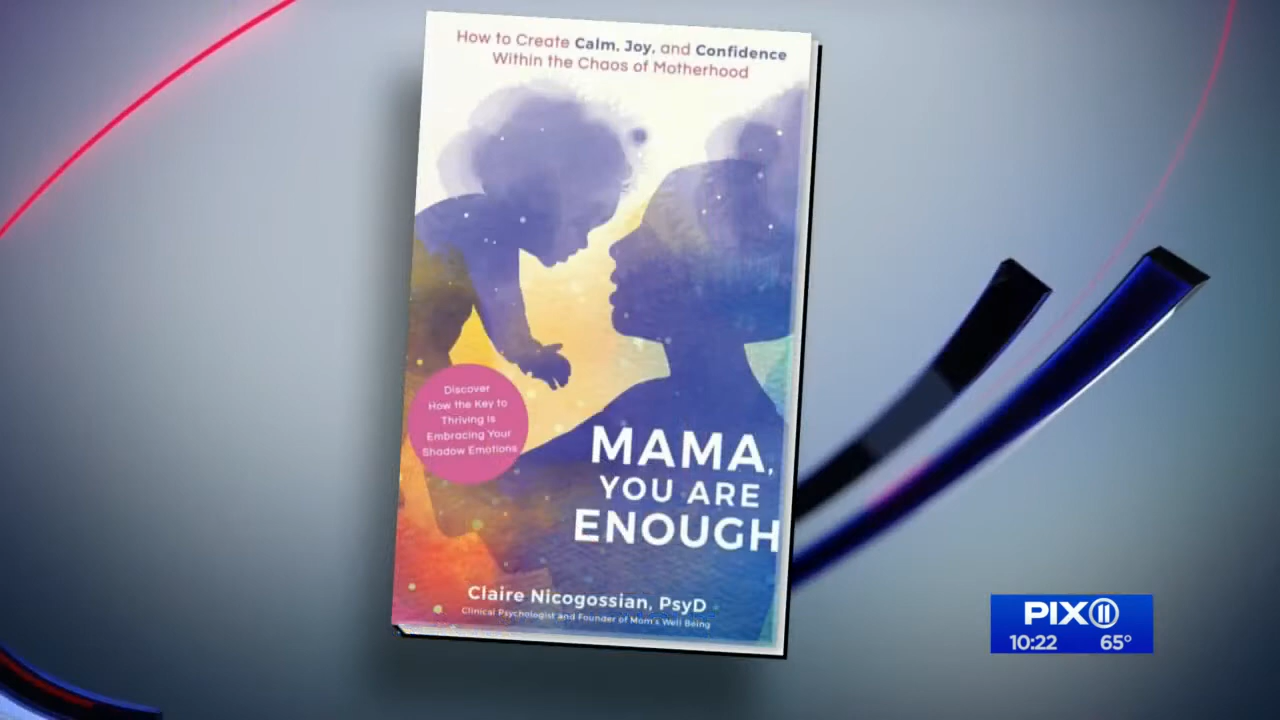 How to Create Calm, Joy, and Confidence
Within the Chaos of Motherhood
Discover
How the Key to
Thriving Is
Embracing Your
Shadow Emotions
MAMA,
YOU ARE
ENOUGH
Claire Nicogossian, PsyD
Clinical Psychologist and Founder of Mom's Well Being
PIX11
10:22 65°